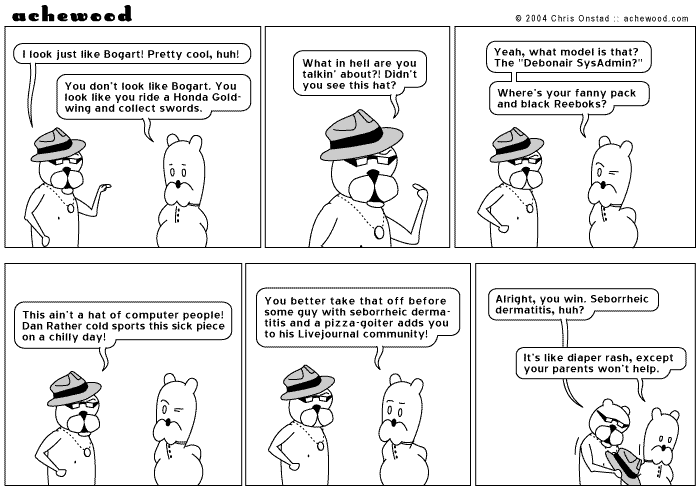 achewood
© 2004 Chris Onstad :: achewood.com
I look just like Bogart! Pretty cool, huh!
You don't look like Bogart. You
look like you ride a Honda Gold-
wing and collect swords.
What in hell are you
talkin' about?! Didn't
you see this hat?
Yeah, what model is that?
The "Debonair SysAdmin?"
Where's your fanny pack
and black Reeboks?
This ain't a hat of computer people!
Dan Rather cold sports this sick piece
on a chilly day!
You better take that off before
some guy with seborrheic derma-
titis and a pizza-goiter adds you
to his Livejournal community!
Alright, you win. Seborrheic
dermatitis, huh?
It's like diaper rash, except
your parents won't help.